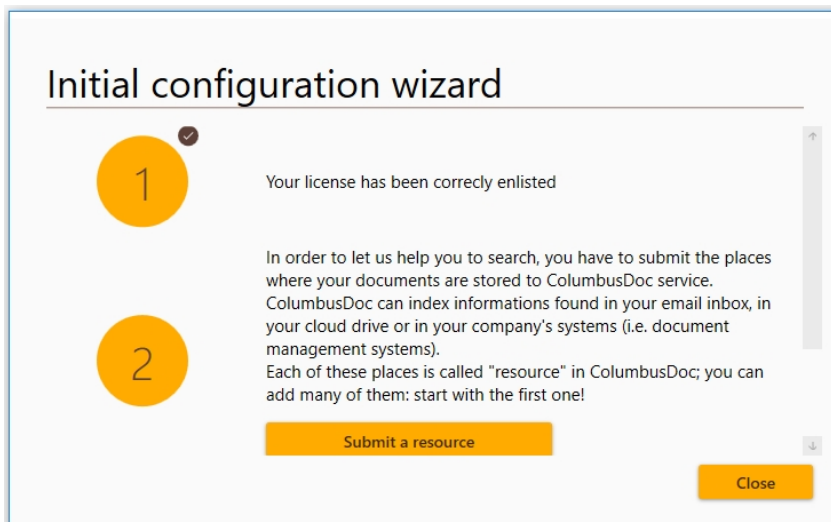 Initial configuration wizard
1
Your license has been correcly enlisted
In order to let us help you to search, you have to submit the places
where your documents are stored to ColumbusDoc service.
ColumbusDoc can index informations found in your email inbox, in
your cloud drive or in your company's systems (i.e. document
management systems).
2
Each of these places is called "resource" in ColumbusDoc; you can
add many of them: start with the first one!
Submit a resource
Close